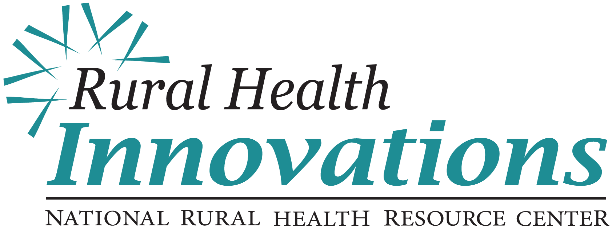 Rural Health
Innovations
NATIONAL RURAL HEALTH RESOURCE CENTER